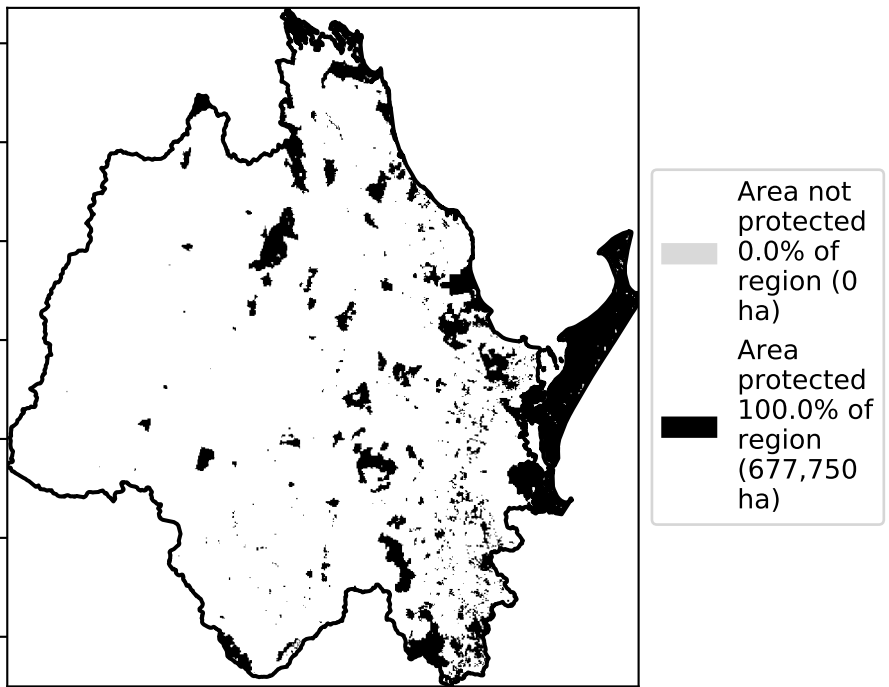 Area not
protected
0.0% of
region (0
ha)
Area
protected
100.0% of
region
(677,750
ha)